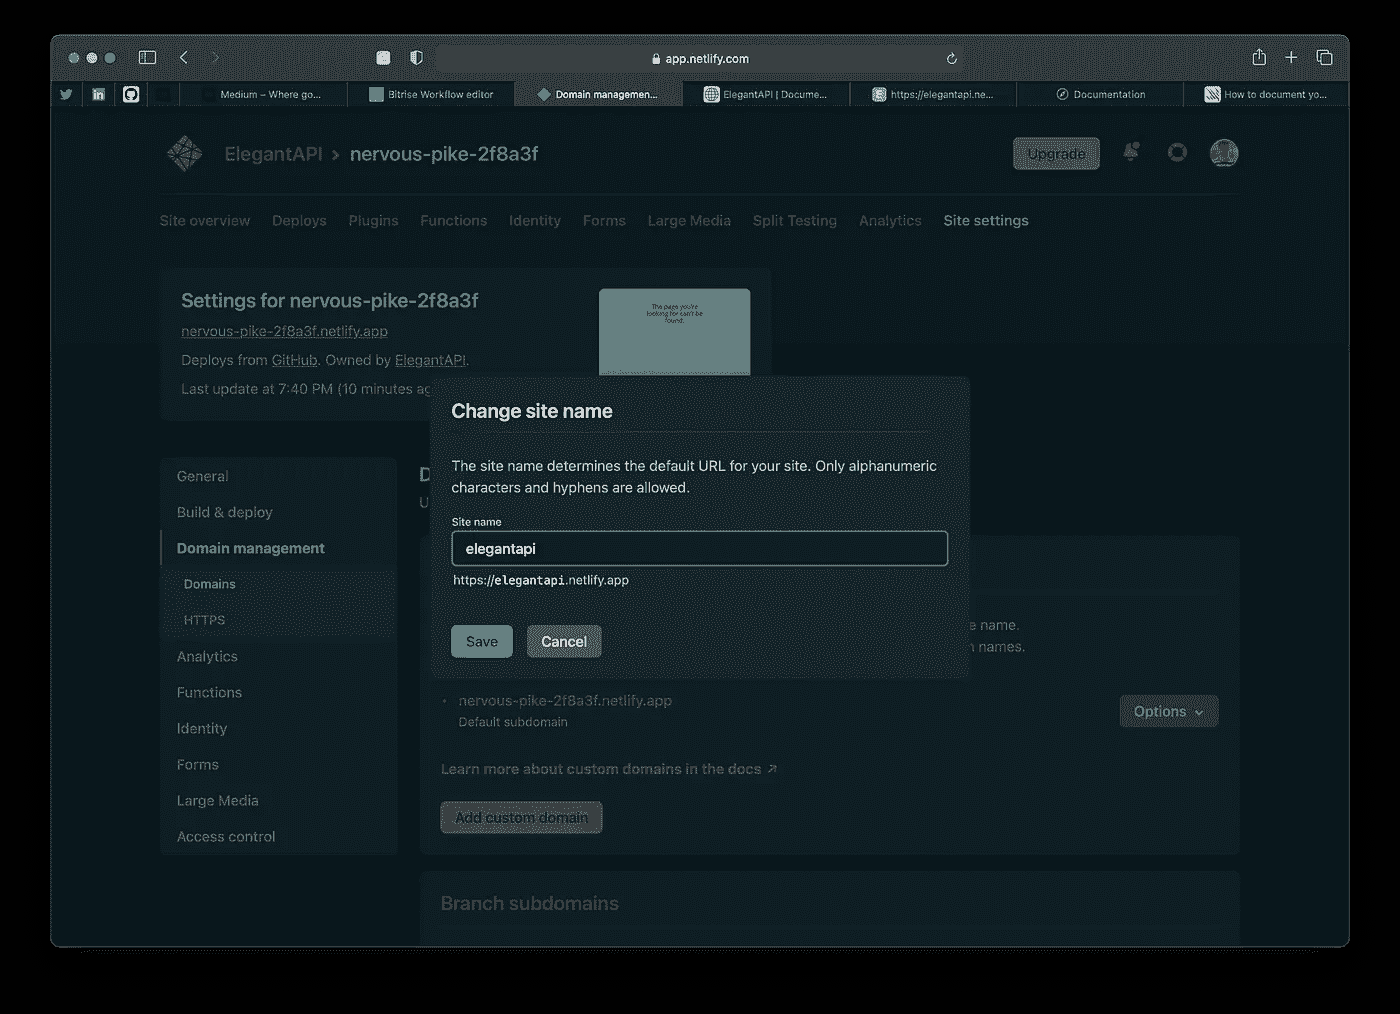 app.netlify.com
Medium – Where go...
Bitrise Workflow editor
Domain managemen...
ElegantAPI | Docume...
https://elegantapi.ne...
Documentation
How to document yo...
ElegantAPI > nervous-pike-2f8a3f
Upgrade
Site overview Deploys Plugins Functions Identity Forms Large Media Split Testing Analytics Site settings
Settings for nervous-pike-2f8a3f
nervous-pike-2f8a3f.netlify.app
Deploys from GitHub. Owned by ElegantAPI.
Last update at 7:40 PM (10 minutes ag
The page you're
looking for can't be
found.
Change site name
The site name determines the default URL for your site. Only alphanumeric
characters and hyphens are allowed.
Site name
elegantapi
https://elegantapi.netlify.app
Save
Cancel
General
Build & deploy
Domain management
Domains
HTTPS
Analytics
Functions
Identity
Forms
Large Media
Access control
D
U
e name.
n names.
nervous-pike-2f8a3f.netlify.app
Default subdomain
Options
Learn more about custom domains in the docs ↗
Add custom domain
Branch subdomains